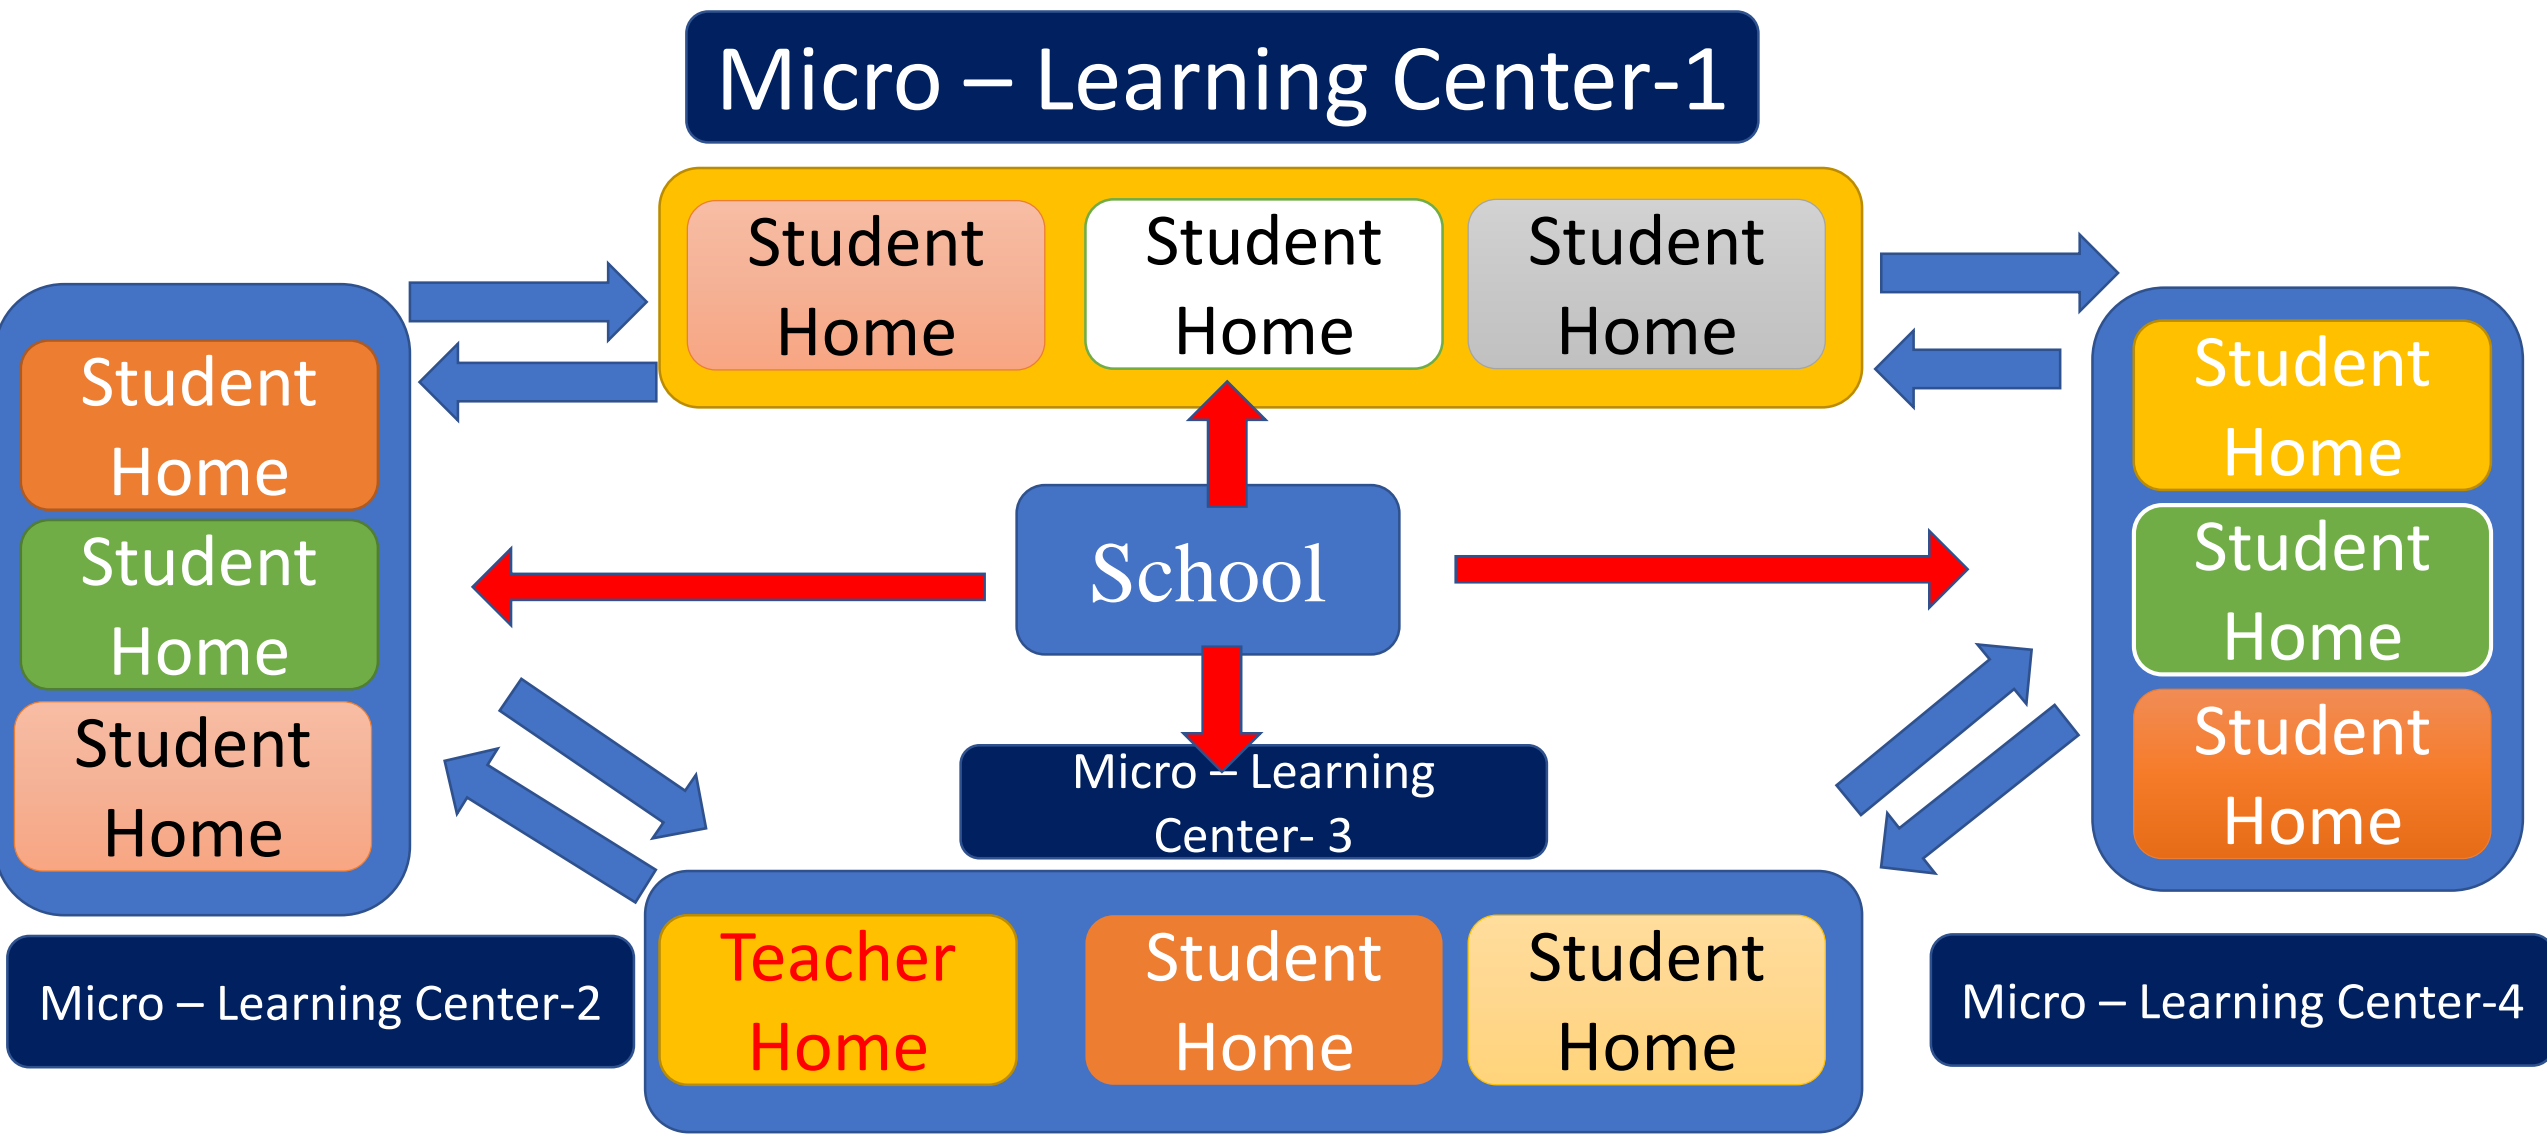 Micro – Learning Center-1
Student
Home
Student
Home
Student
Home
Student
Home
Student
Home
Student
Home
School
Student
Home
Student
Home
Student
Home
Micro – Learning
Center- 3
Teacher
Home
Student
Home
Student
Home
Micro – Learning Center-2
Micro – Learning Center-4